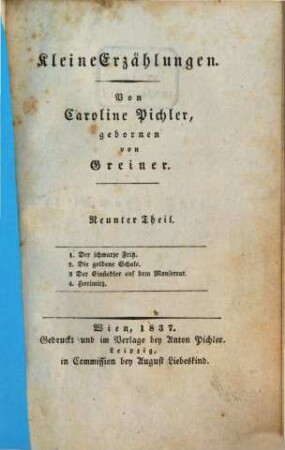 Kleine Erzählungen.
Von
Caroline Pichler,
gebornen
von
Greiner.
Neunter Theil.
1. Der schwarze Fritz.
2. Die goldene Schale.
3 Der Einsiedler auf dem Monserrat.
4. Horimirz.
Wien, 1837.
Gedruckt und im Verlage bey Anton Pichler.
Leipzig,
in Commission bey August Liebeskind.